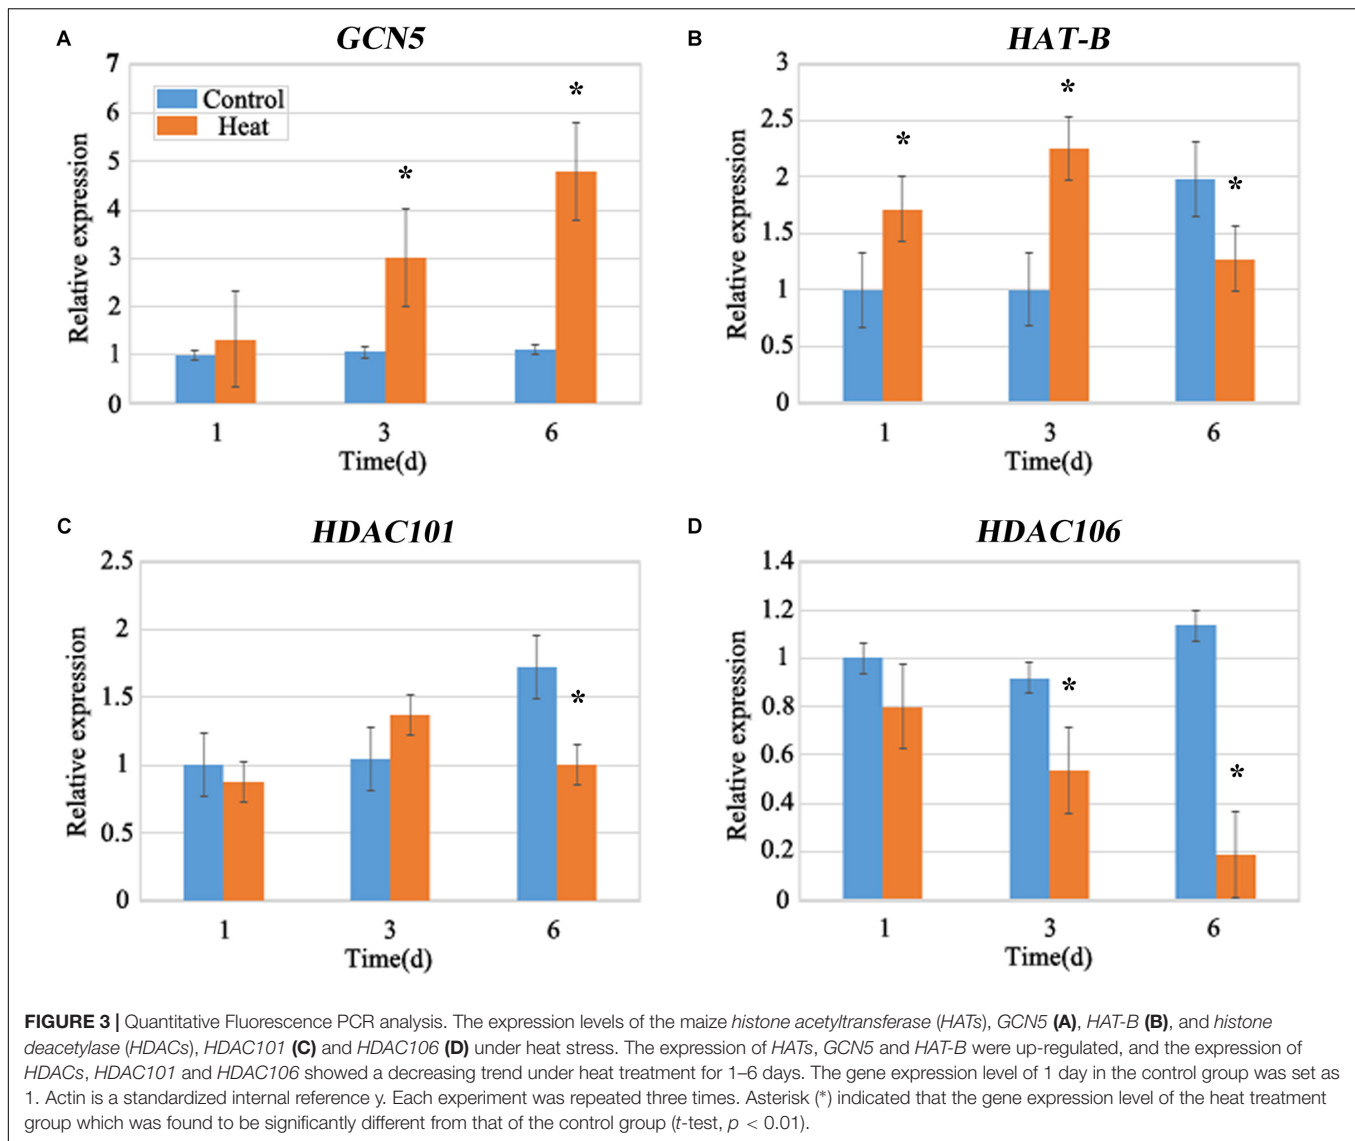 A
GCN5
7
6
5
4
3
2
1
0
Relative expression
Control
Heat
*
*
1 3 6
Time(d)
B
HAT-B
3
2.5
2
1.5
1
0.5
0
Relative expression
*
*
*
1 3 6
Time(d)
C
HDAC101
2.5
2
1.5
1
0.5
0
Relative expression
*
1 3 6
Time(d)
D
HDAC106
1.4
1.2
1
0.8
0.6
0.4
0.2
0
Relative expression
*
*
1 3 6
Time(d)
FIGURE 3 | Quantitative Fluorescence PCR analysis. The expression levels of the maize histone acetyltransferase (HATs), GCN5 (A), HAT-B (B), and histone
deacetylase (HDACs), HDAC101 (C) and HDAC106 (D) under heat stress. The expression of HATs, GCN5 and HAT-B were up-regulated, and the expression of
HDACs, HDAC101 and HDAC106 showed a decreasing trend under heat treatment for 1–6 days. The gene expression level of 1 day in the control group was set as
1. Actin is a standardized internal reference y. Each experiment was repeated three times. Asterisk (*) indicated that the gene expression level of the heat treatment
group which was found to be significantly different from that of the control group (t-test, p < 0.01).